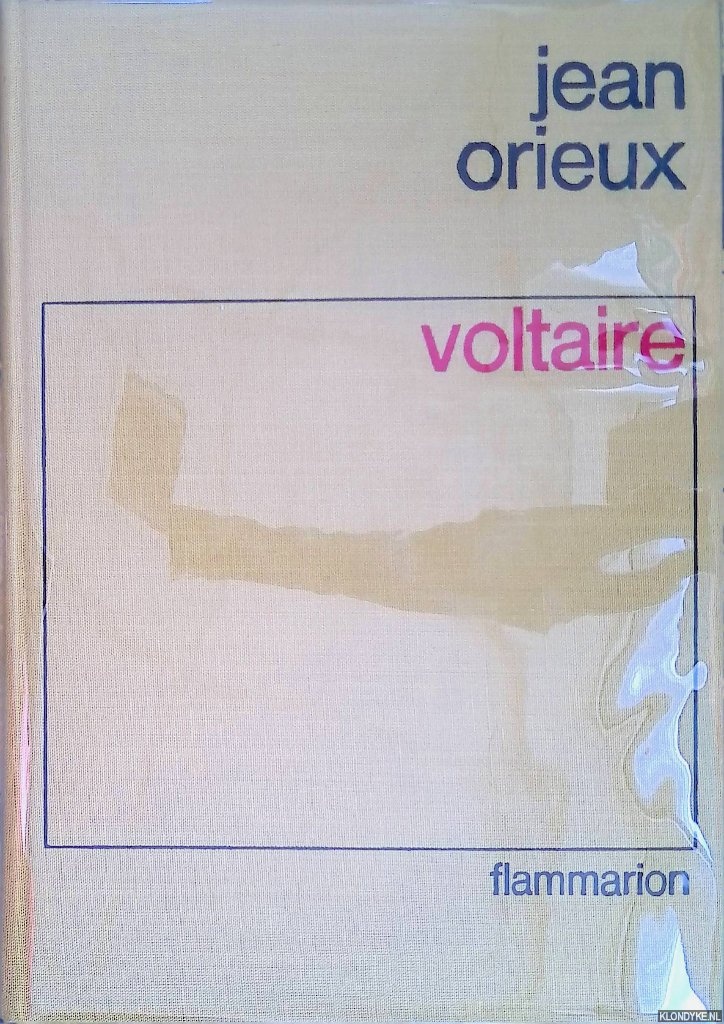 jean
orieux
voltaire
flammarion
KLONDYKE.NL